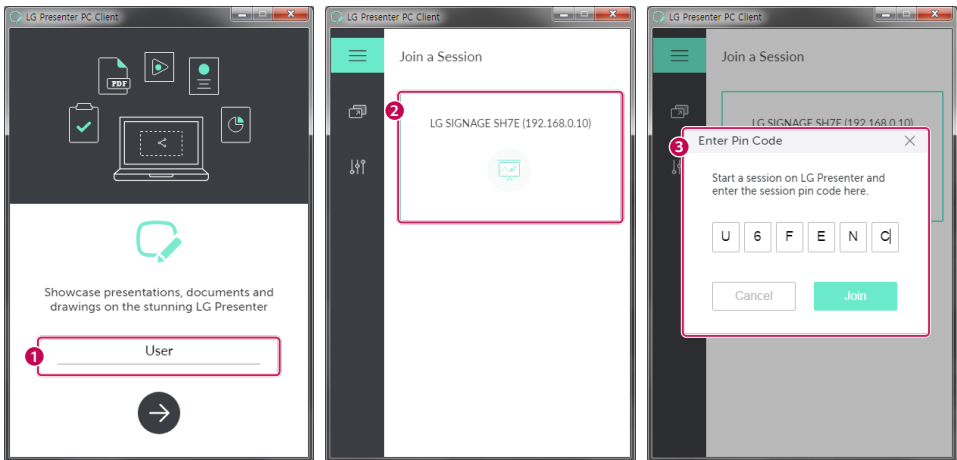 LG Presenter PC Client
PDF
Showcase presentations, documents and
drawings on the stunning LG Presenter
1
User
LG Presenter PC Client
Join a Session
2
LG SIGNAGE SH7E (192.168.0.10)
LG Presenter PC Client
Join a Session
LG SIGNAGE SH7E (192.168.0.10)
3
Enter Pin Code
Start a session on LG Presenter and
enter the session pin code here.
U 6 F E N C
Cancel Join